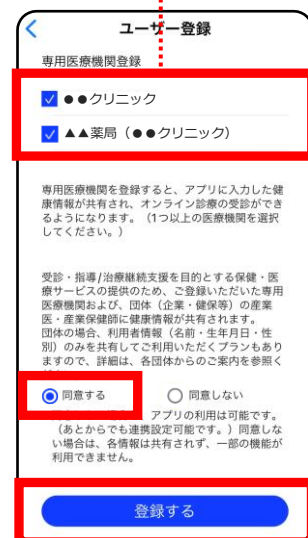 ユーザー登録
専用医療機関登録
●●クリニック
▲▲薬局（●●クリニック）
専用医療機関を登録すると、アプリに入力した健
康情報が共有され、オンライン診療の受診ができ
るようになります。（1つ以上の医療機関を選択
してください。）
受診・指導/治療継続支援を目的とする保健・医
療サービスの提供のため、ご登録いただいた専用
医療機関および、団体（企業・健保等）の産業
医・産業保健師に健康情報が共有されます。
団体の場合、利用者情報（名前・生年月日・性
別）のみを共有してご利用いただくプランもあり
ますので、詳細は、各団体からのご案内を参照く
同意する 同意しない
アプリの利用は可能です。
（あとからでも連携設定可能です。）同意しな
い場合は、各情報は共有されず、一部の機能が
利用できません。
登録する